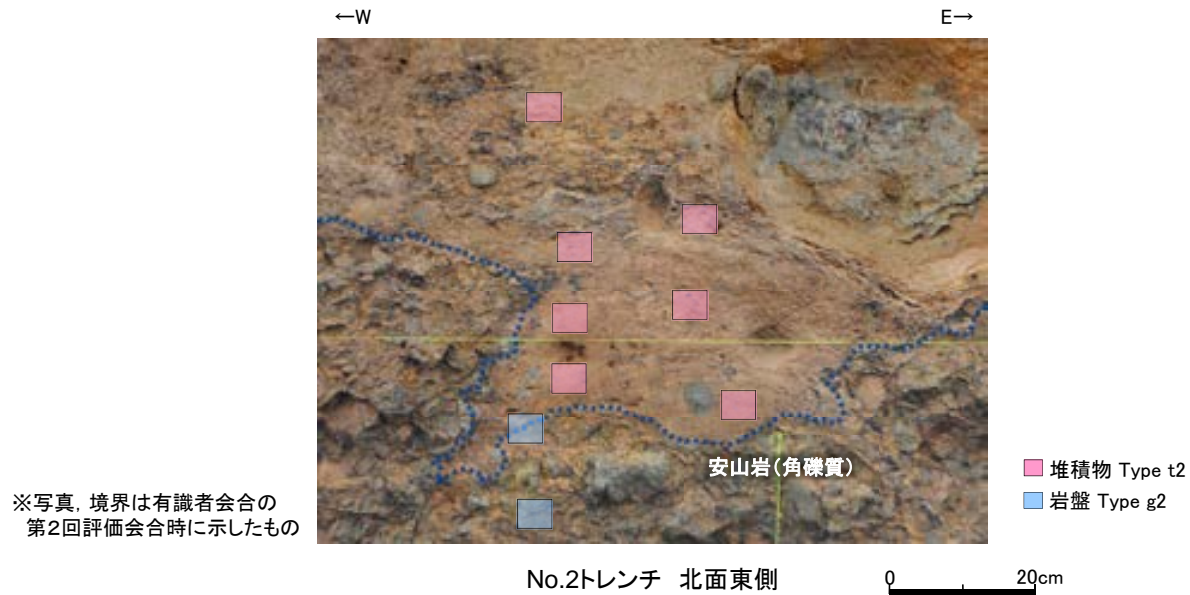 ←W
E→
安山岩(角礫質)
堆積物 Type t2
岩盤 Type g2
※写真，境界は有識者会合の
第2回評価会合時に示したもの
No.2トレンチ 北面東側
0
20cm